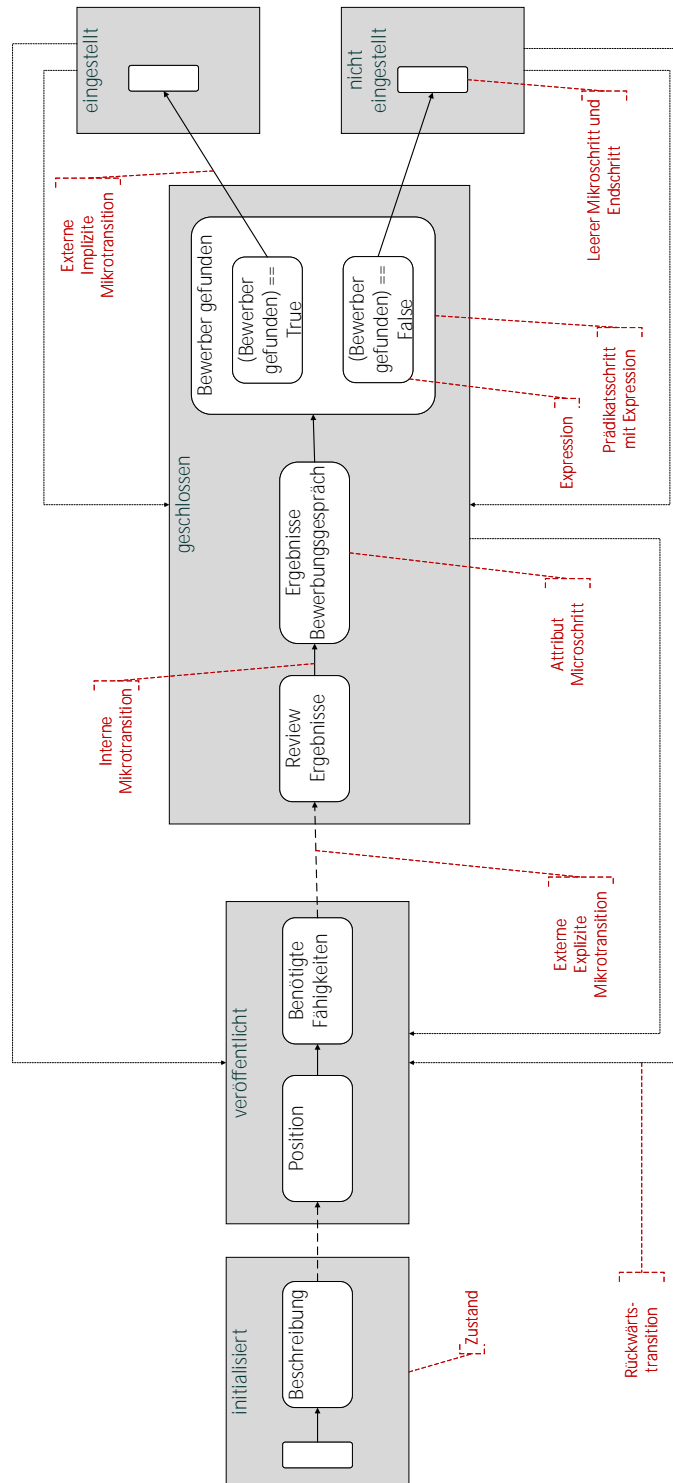 initialisiert
Beschreibung
Zustand
veröffentlicht
Position
Benötigte
Fähigkeiten
Rückwärts-
transition
Externe
Explizite
Mikrotransition
geschlossen
Review
Ergebnisse
Interne
Mikrotransition
Ergebnisse
Bewerbungsgespräch
Attribut
Microschritt
Bewerber gefunden
(Bewerber
gefunden) ==
True
(Bewerber
gefunden) ==
False
Expression
Prädikatsschritt
mit Expression
Externe
Implizite
Mikrotransition
eingestellt
nicht
eingestellt
Leerer Mikroschritt und
Endschritt